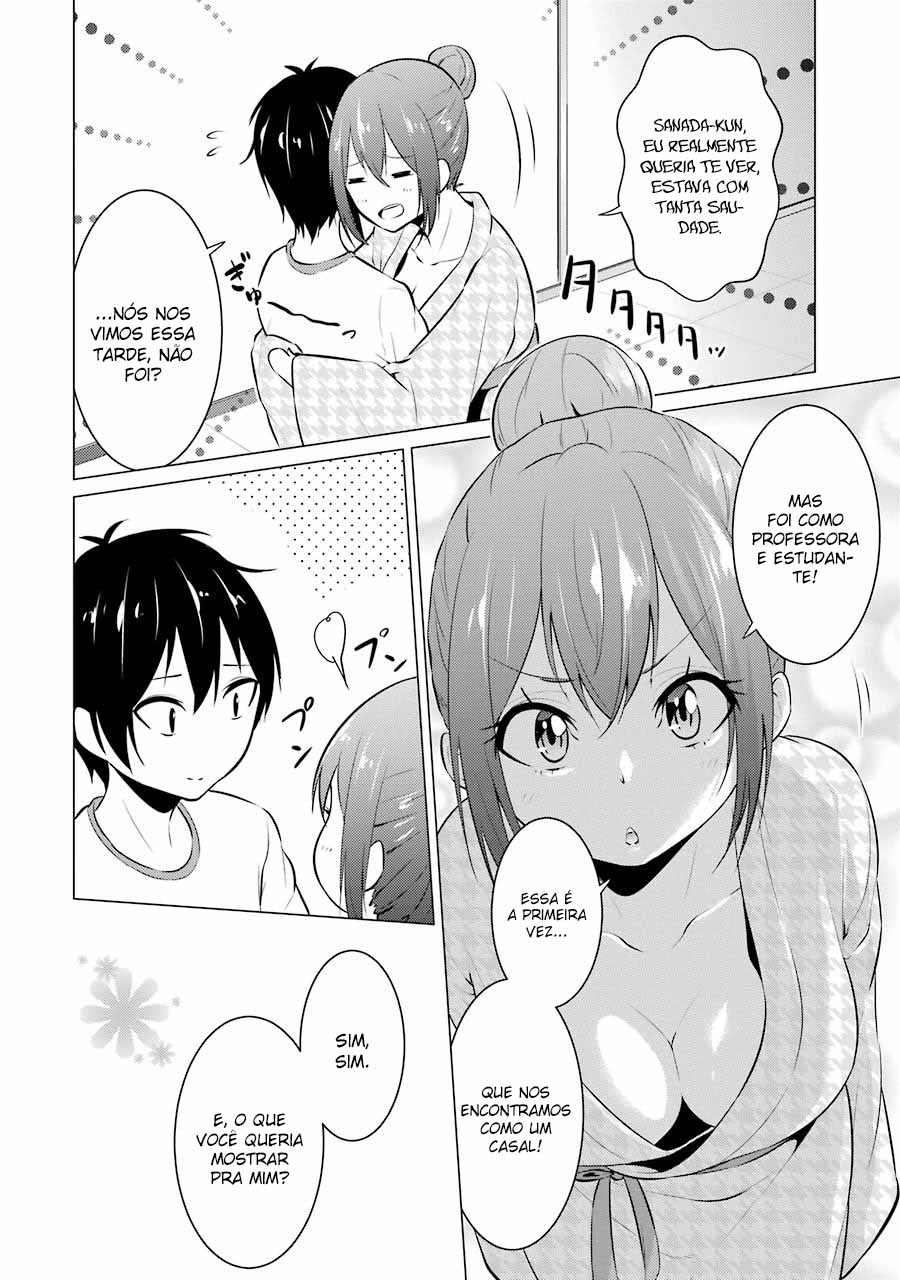 SANADA-KUN,
EU REALMENTE
QUERIA TE VER,
ESTAVA COM
TANTA SAU-
DADE.
タタタタッ
ぎゅっ
...NÓS NOS
VIMOS ESSA
TARDE, NÃO
FOI?
MAS
FOI COMO
PROFESSORA
E ESTUDAN-
TE!
ESSA É
A PRIMEIRA
VEZ...
QUE NOS
ENCONTRAMOS
COMO UM
CASAL!
プン
プン
SIM,
SIM.
E, O QUE
VOCÊ QUERIA
MOSTRAR
PRA MIM?